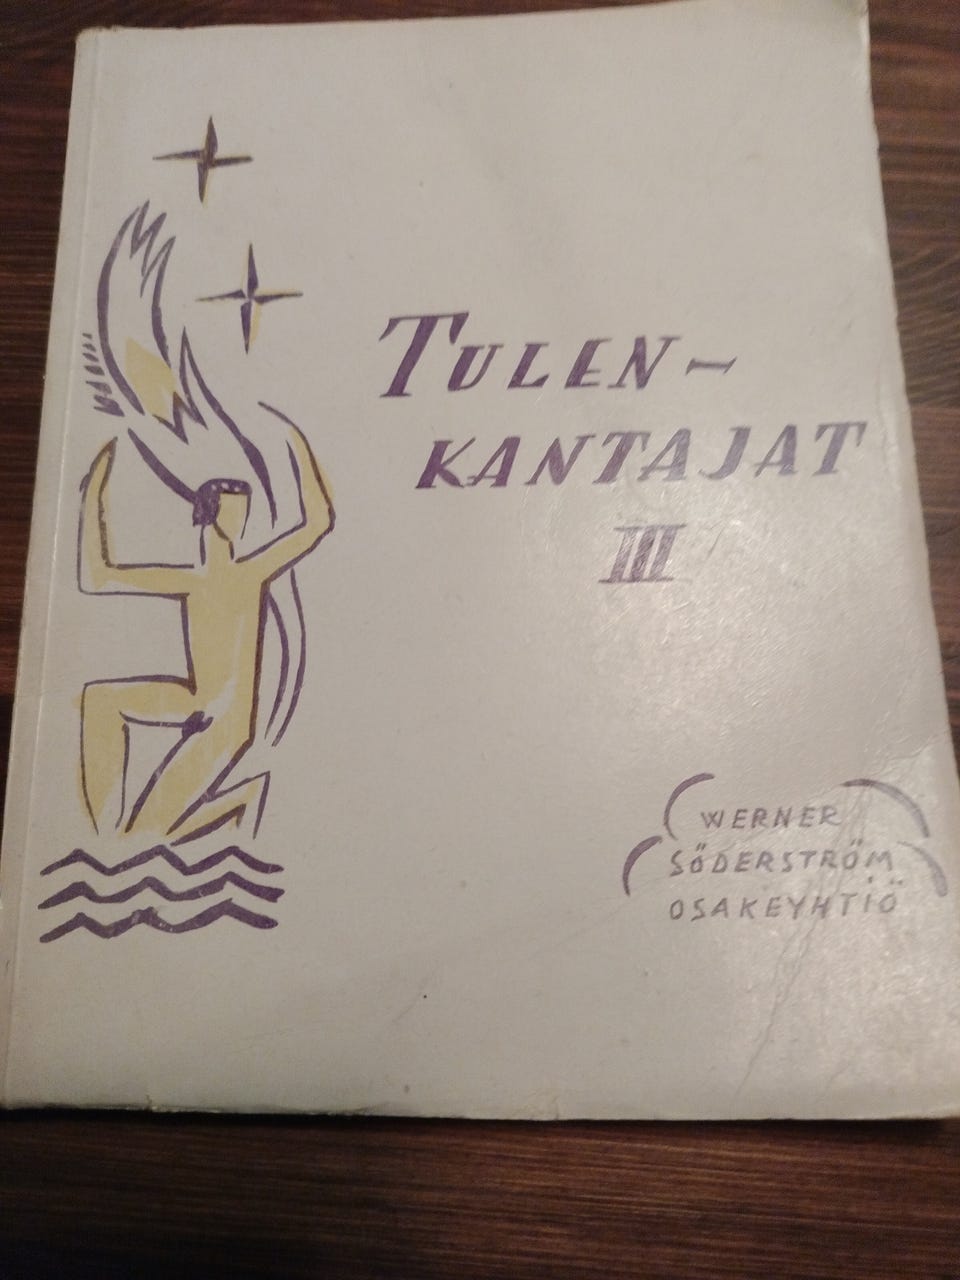 TULEN-
KANTAJAT
III
WERNER
SÖDERSTRÖM
OSAKEYHTIÖ